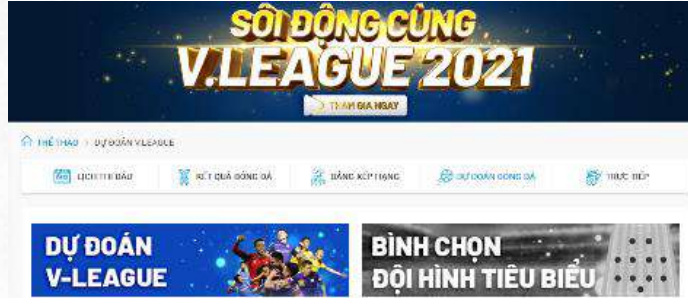 SÔI ĐỘNG CÙNG
V.LEAGUE 2021
THAM GIA NGAY
THỂ THAO > DỰ ĐOÁN V.LEAGUE
LỊCH THI ĐẤU
KẾT QUẢ BÓNG ĐÁ
BẢNG XẾP HẠNG
DỰ ĐOÁN BÓNG ĐÁ
TRỰC TIẾP
DỰ ĐOÁN
V-LEAGUE
BÌNH CHỌN
ĐỘI HÌNH TIÊU BIỂU